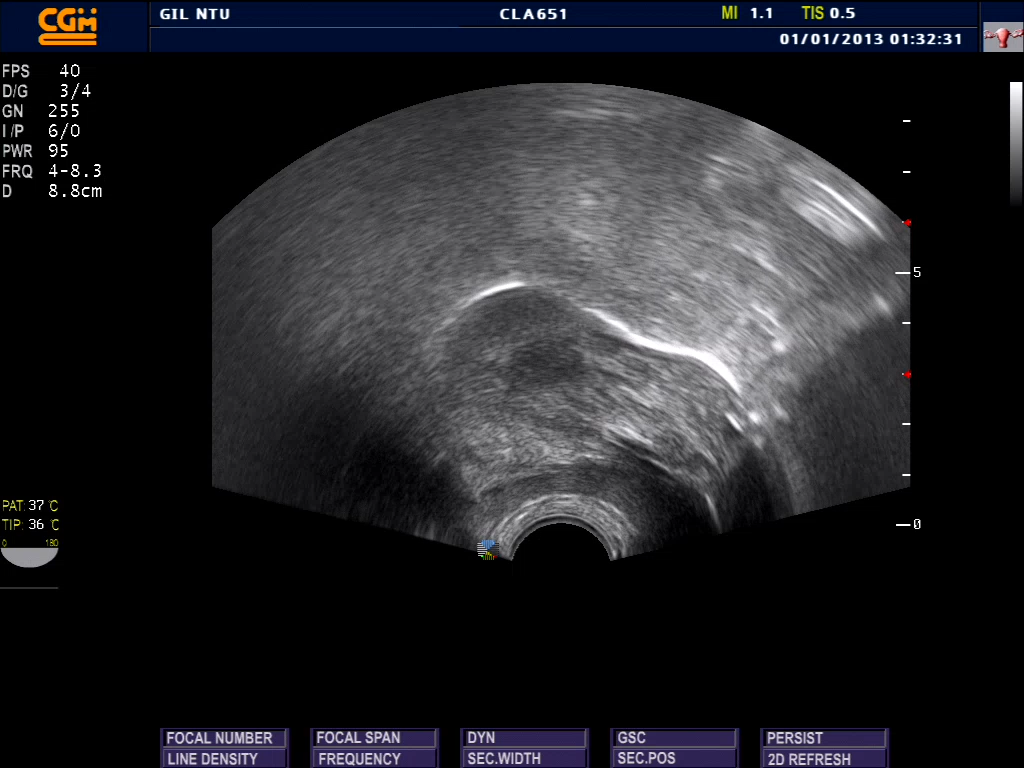 CGM
GIL NTU CLA651 MI 1.1 TIS 0.5
01/01/2013 01:32:31
FPS 40
D/G 3/4
GN 255
I/P 6/0
PWR 95
FRQ 4-8.3
D 8.8cm
5
PAT: 37 °C
TIP: 36 °C
0 180
0
FOCAL NUMBER FOCAL SPAN DYN GSC PERSIST
LINE DENSITY FREQUENCY SEC.WIDTH SEC.POS 2D REFRESH